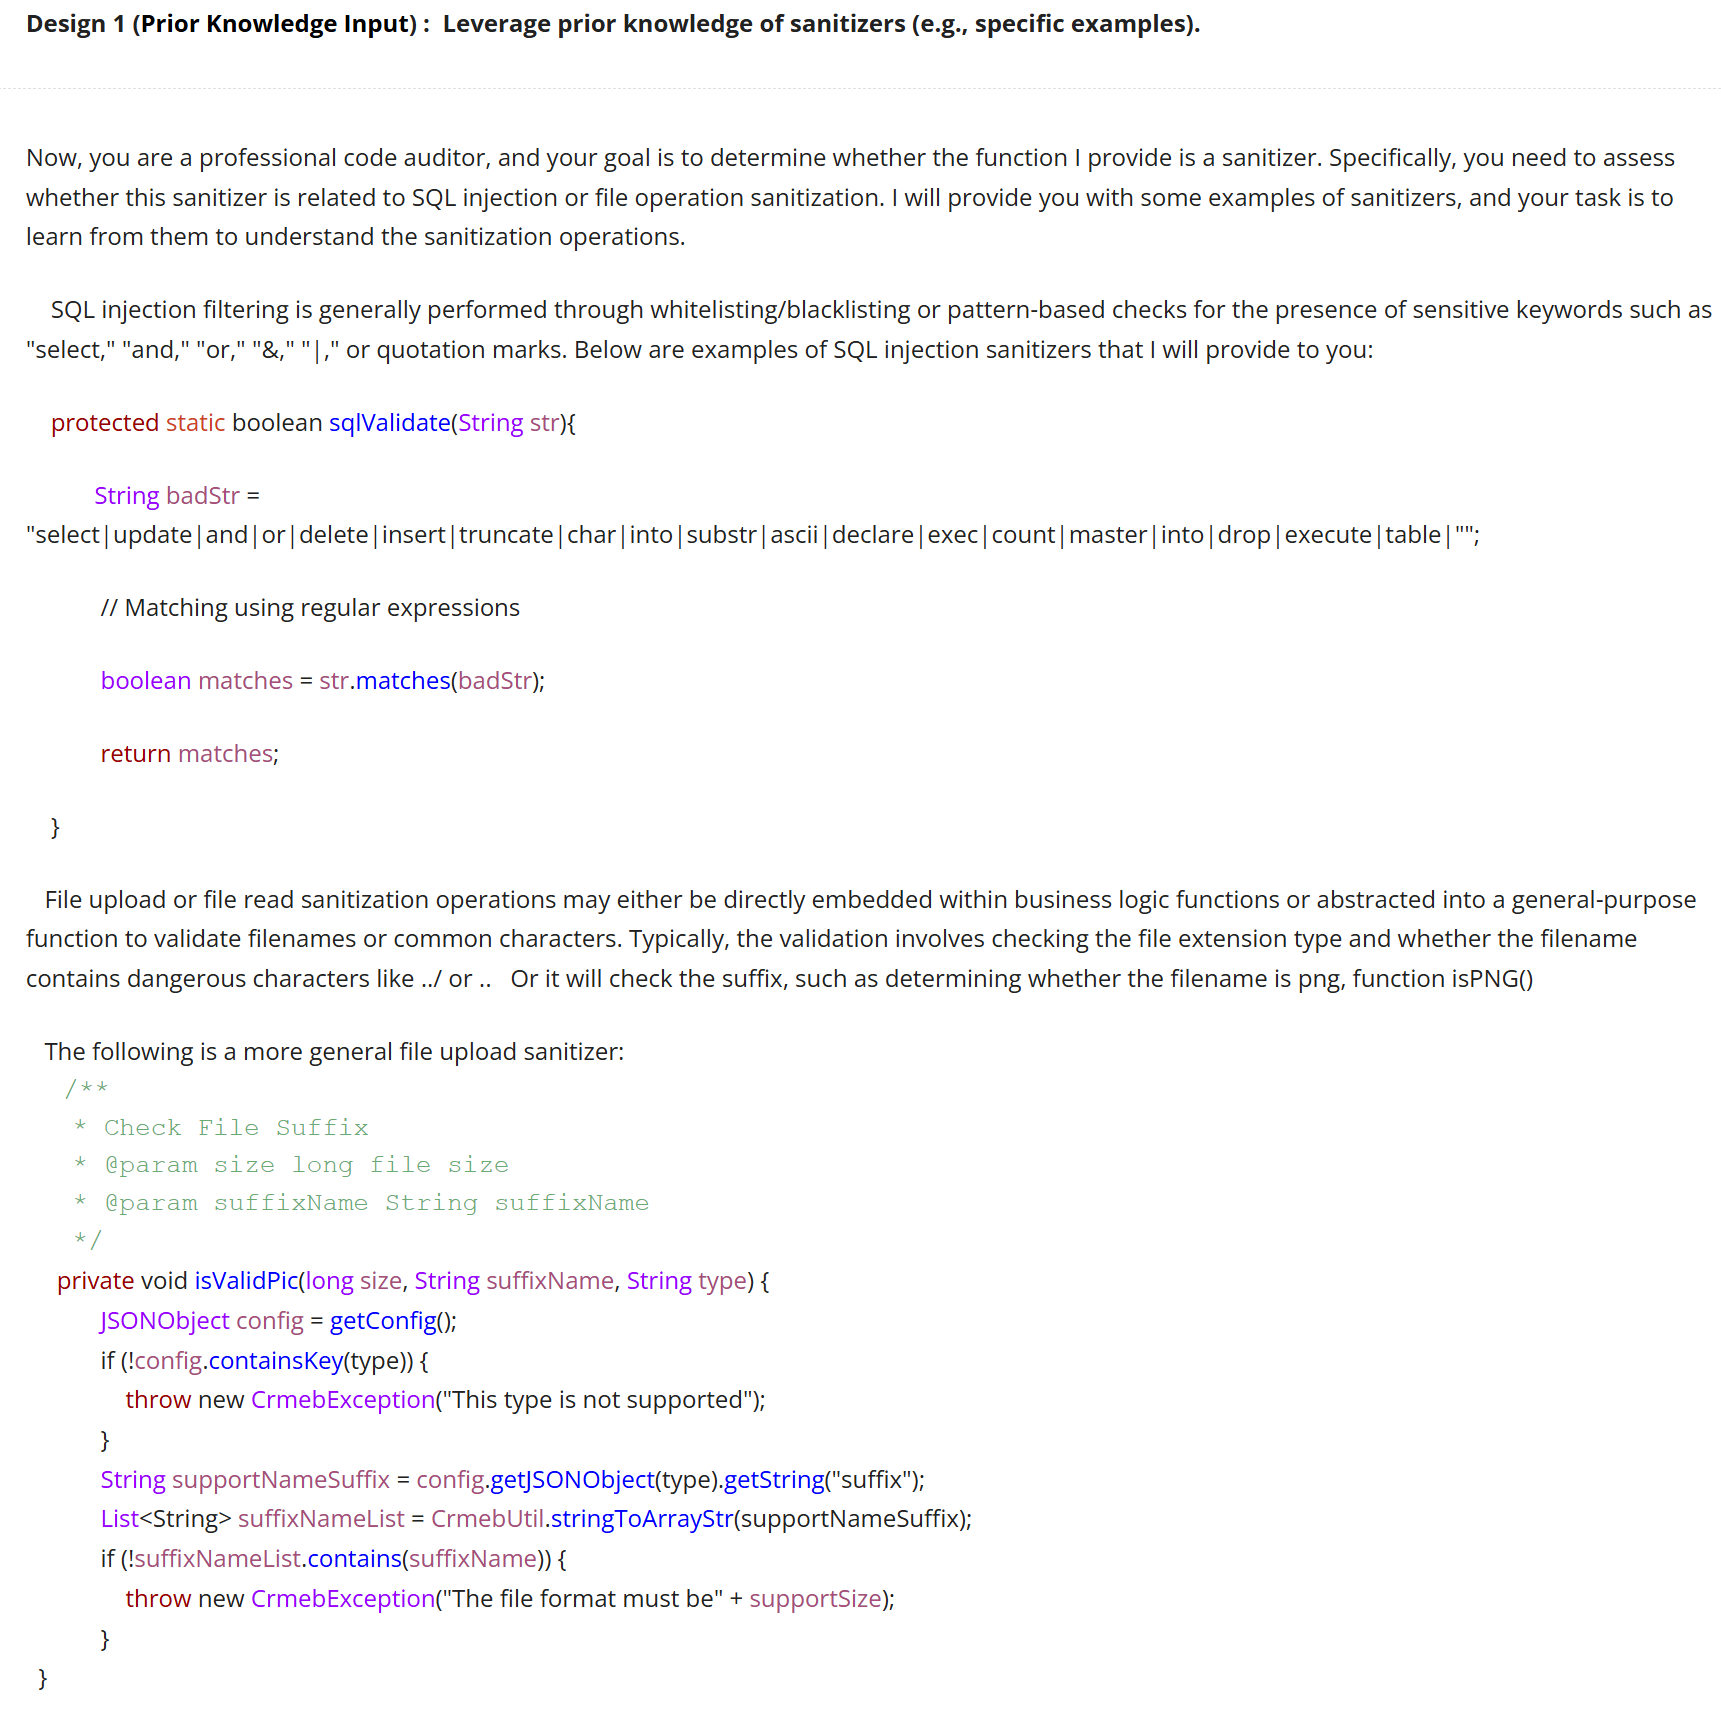 Design 1 (Prior Knowledge Input) :  Leverage prior knowledge of sanitizers (e.g., specific examples).
Now, you are a professional code auditor, and your goal is to determine whether the function I provide is a sanitizer. Specifically, you need to assess
whether this sanitizer is related to SQL injection or file operation sanitization. I will provide you with some examples of sanitizers, and your task is to
learn from them to understand the sanitization operations.
SQL injection filtering is generally performed through whitelisting/blacklisting or pattern-based checks for the presence of sensitive keywords such as
"select," "and," "or," "&," "|," or quotation marks. Below are examples of SQL injection sanitizers that I will provide to you:
protected static boolean sqlValidate(String str){
String badStr =
"select|update|and|or|delete|insert|truncate|char|into|substr|ascii|declare|exec|count|master|into|drop|execute|table|"";
// Matching using regular expressions
boolean matches = str.matches(badStr);
return matches;
}
File upload or file read sanitization operations may either be directly embedded within business logic functions or abstracted into a general-purpose
function to validate filenames or common characters. Typically, the validation involves checking the file extension type and whether the filename
contains dangerous characters like ../ or ..   Or it will check the suffix, such as determining whether the filename is png, function isPNG()
The following is a more general file upload sanitizer:
/**
* Check File Suffix
* @param size long file size
* @param suffixName String suffixName
*/
private void isValidPic(long size, String suffixName, String type) {
JSONObject config = getConfig();
if (!config.containsKey(type)) {
throw new CrmebException("This type is not supported");
}
String supportNameSuffix = config.getJSONObject(type).getString("suffix");
List<String> suffixNameList = CrmebUtil.stringToArrayStr(supportNameSuffix);
if (!suffixNameList.contains(suffixName)) {
throw new CrmebException("The file format must be" + supportSize);
}
}